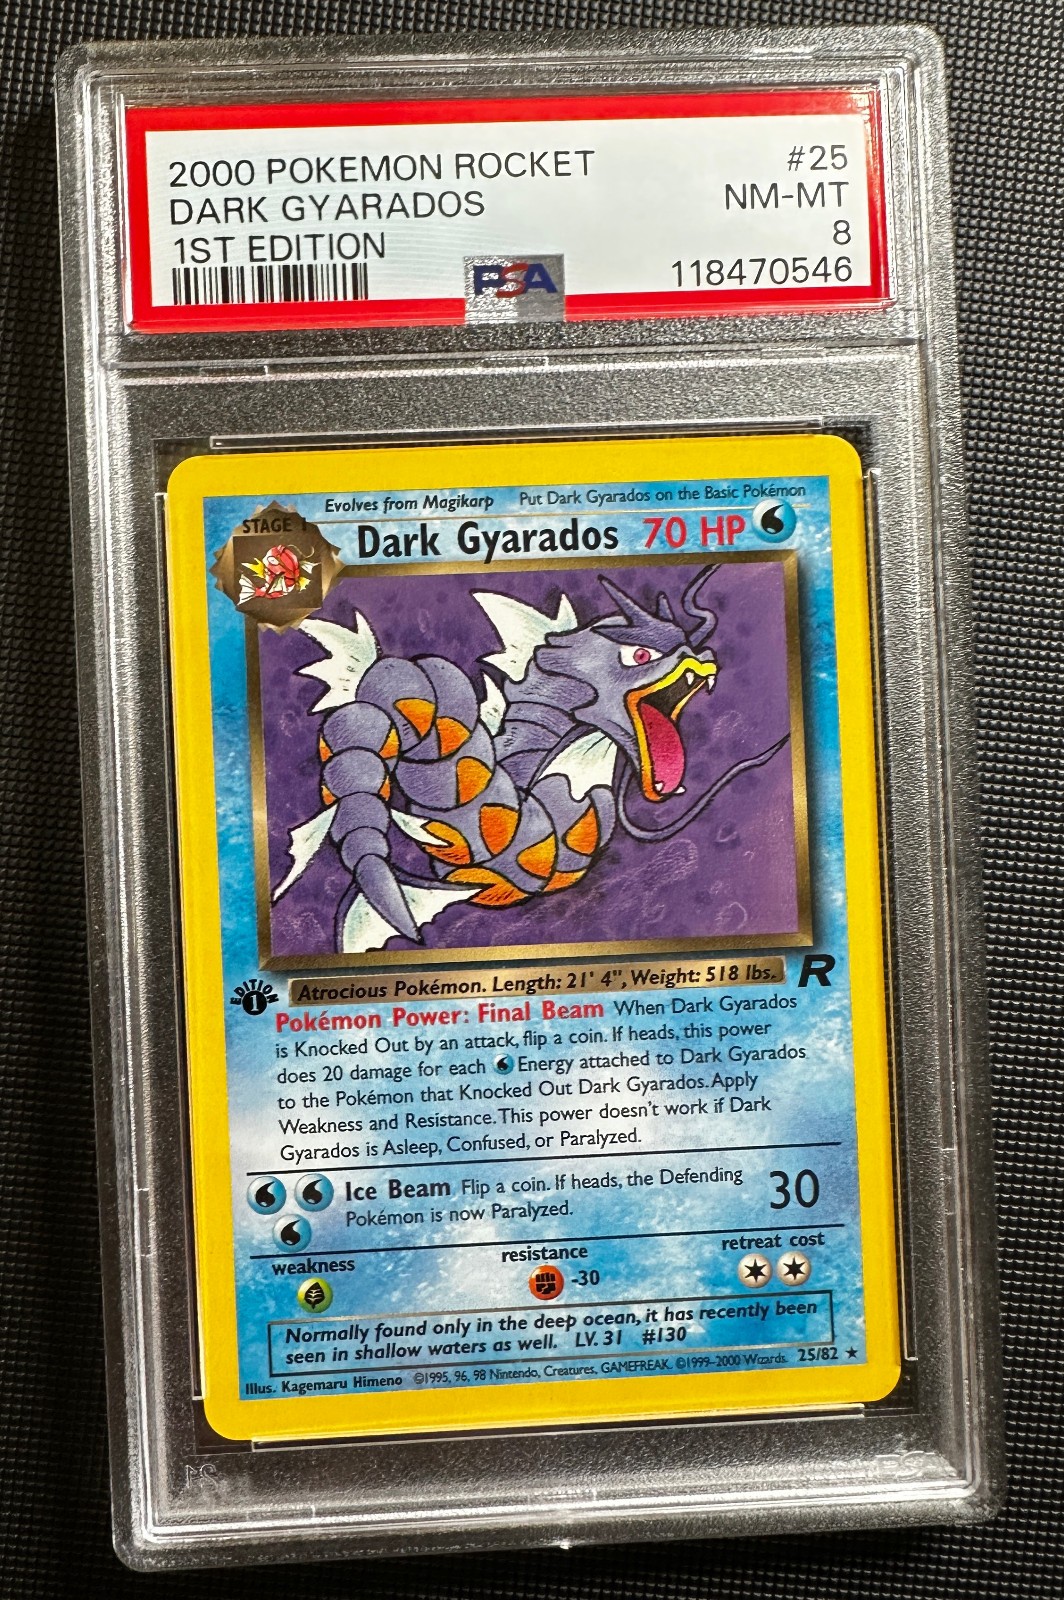 2000 POKEMON ROCKET #25
DARK GYARADOS NM-MT
1ST EDITION 8
PSA 118470546
Evolves from Magikarp Put Dark Gyarados on the Basic Pokémon
STAGE 1
Dark Gyarados 70 HP
Atrocious Pokémon. Length: 21' 4", Weight: 518 lbs.
R
EDITION
1
Pokémon Power: Final Beam When Dark Gyarados
is Knocked Out by an attack, flip a coin. If heads, this power
does 20 damage for each Energy attached to Dark Gyarados
to the Pokémon that Knocked Out Dark Gyarados. Apply
Weakness and Resistance. This power doesn't work if Dark
Gyarados is Asleep, Confused, or Paralyzed.
Ice Beam Flip a coin. If heads, the Defending 30
Pokémon is now Paralyzed.
weakness resistance retreat cost
-30
Normally found only in the deep ocean, it has recently been
seen in shallow waters as well. LV. 31 #130
Illus. Kagemaru Himeno ©1995, 96, 98 Nintendo, Creatures, GAMEFREAK. ©1999-2000 Wizards. 25/82 ★